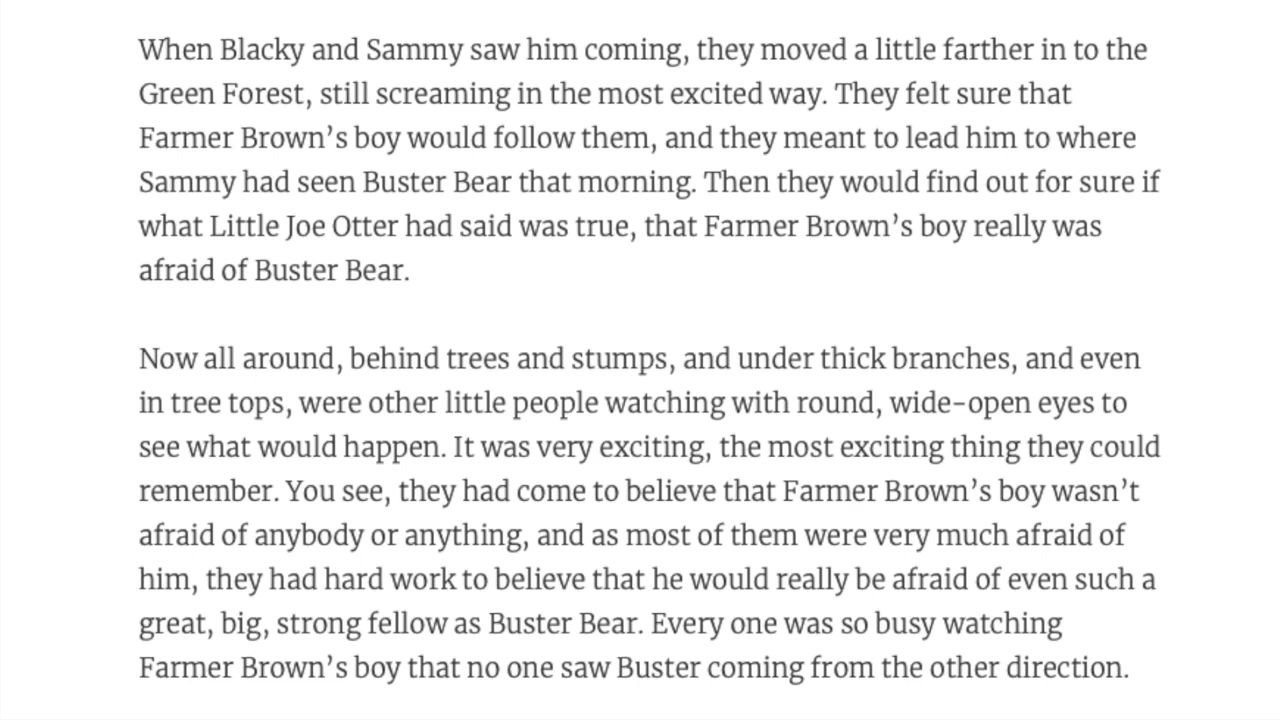 When Blacky and Sammy saw him coming, they moved a little farther in to the
Green Forest, still screaming in the most excited way. They felt sure that
Farmer Brown’s boy would follow them, and they meant to lead him to where
Sammy had seen Buster Bear that morning. Then they would find out for sure if
what Little Joe Otter had said was true, that Farmer Brown’s boy really was
afraid of Buster Bear.
Now all around, behind trees and stumps, and under thick branches, and even
in tree tops, were other little people watching with round, wide-open eyes to
see what would happen. It was very exciting, the most exciting thing they could
remember. You see, they had come to believe that Farmer Brown’s boy wasn’t
afraid of anybody or anything, and as most of them were very much afraid of
him, they had hard work to believe that he would really be afraid of even such a
great, big, strong fellow as Buster Bear. Every one was so busy watching
Farmer Brown’s boy that no one saw Buster coming from the other direction.